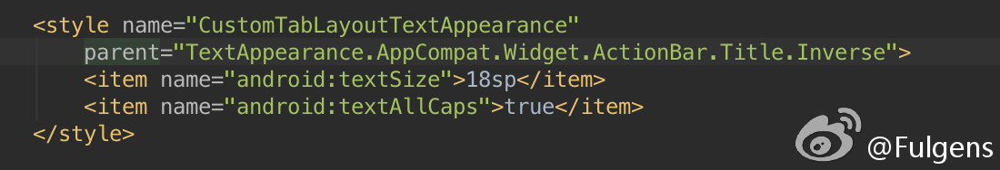 <style name="CustomTabLayoutTextAppearance"
parent="TextAppearance.AppCompat.Widget.ActionBar.Title.Inverse">
<item name="android:textSize">18sp</item>
<item name="android:textAllCaps">true</item>
</style>
@Fulgens